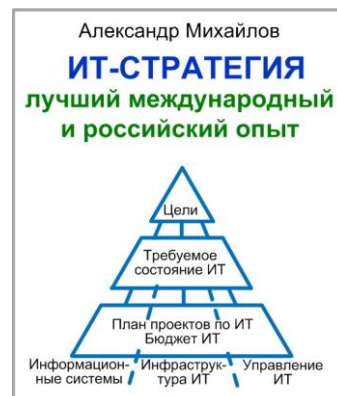 Александр Михайлов
ИТ-СТРАТЕГИЯ
лучший международный
и российский опыт
Цели
Требуемое
состояние ИТ
План проектов по ИТ
Бюджет ИТ
Информацион-
ные системы
Инфраструк-
тура ИТ
Управление
ИТ